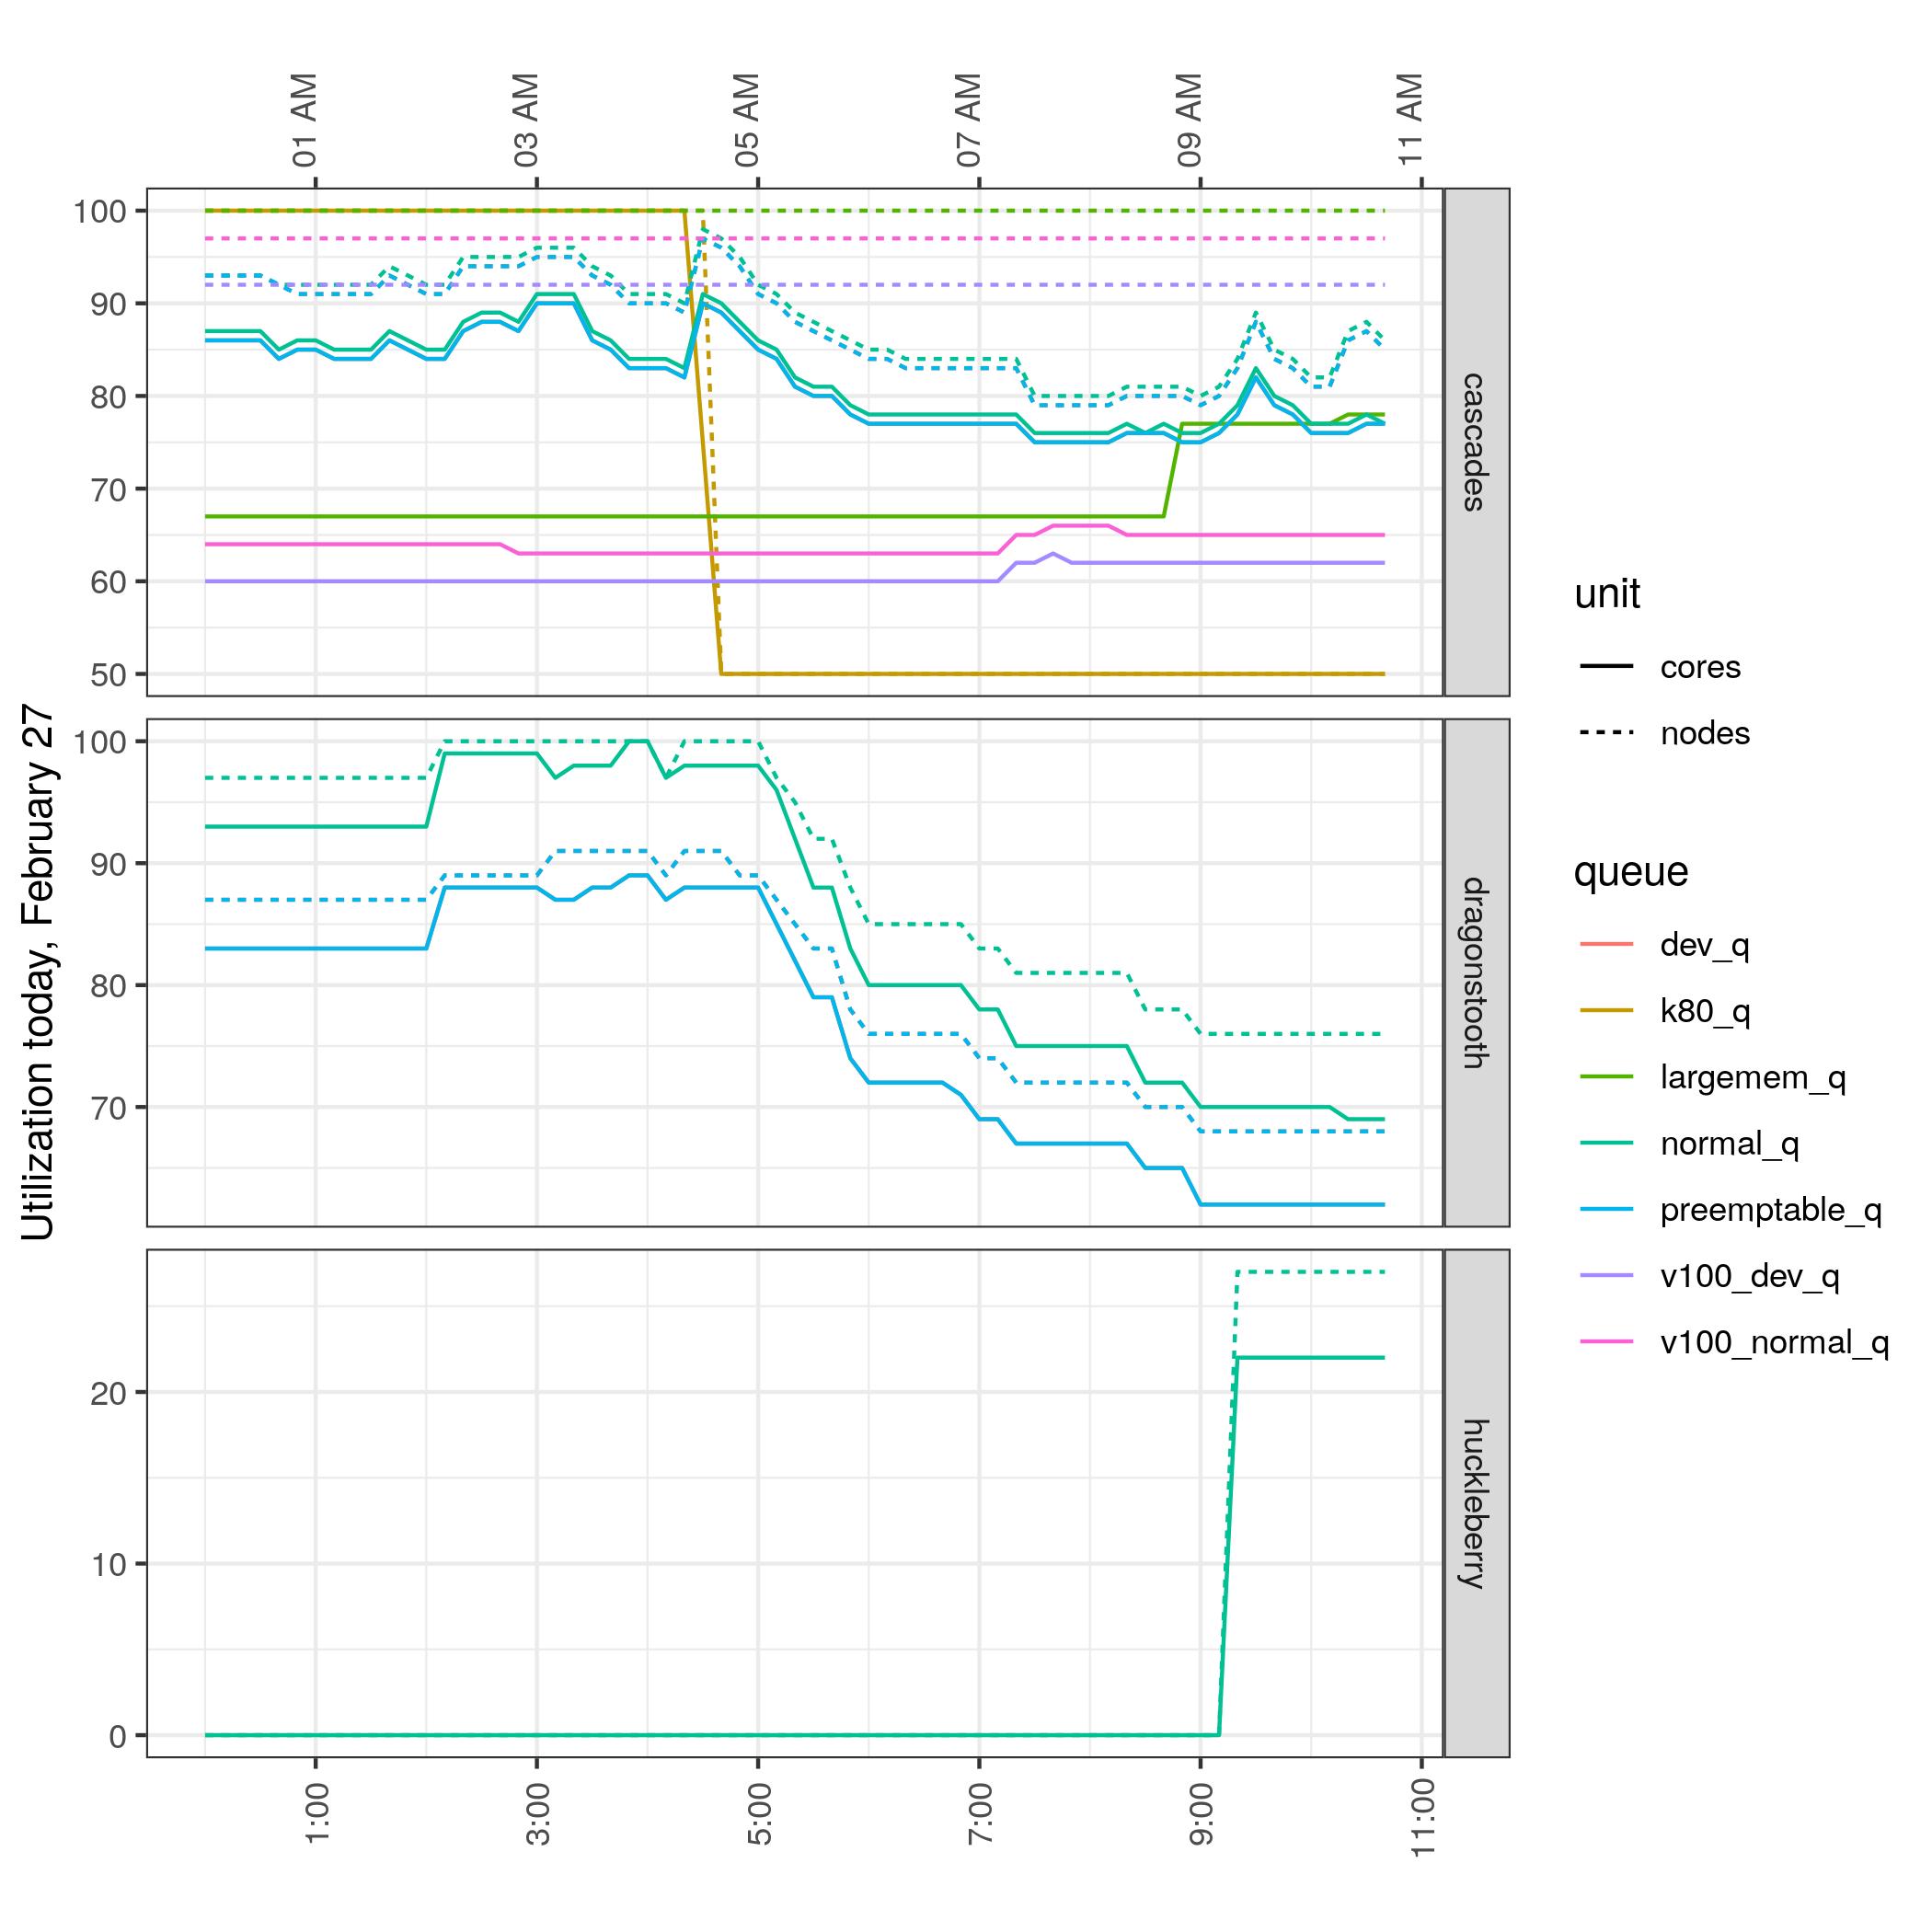 01 AM
03 AM
05 AM
07 AM
09 AM
11 AM
Utilization today, February 27
100
90
80
70
60
50
cascades
100
90
80
70
dragonstooth
20
10
0
huckleberry
1:00
3:00
5:00
7:00
9:00
11:00
unit
cores
nodes
queue
dev_q
k80_q
largemem_q
normal_q
preemptable_q
v100_dev_q
v100_normal_q